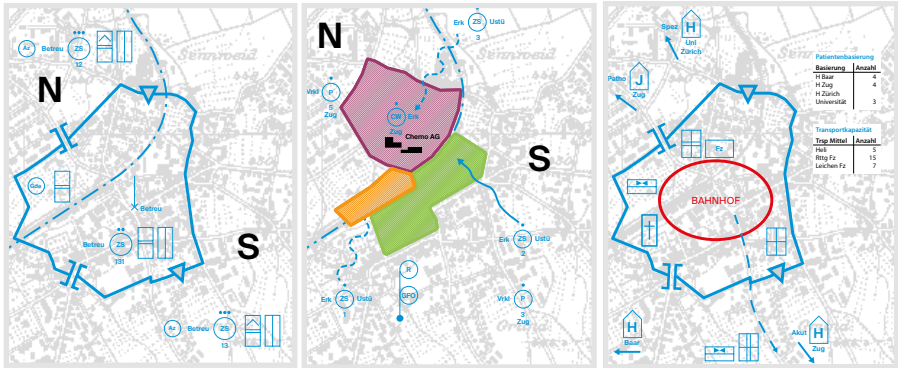 N
Az
Betreu
ZS
12
Gde
Betreu
Betreu
ZS
131
S
Az
Betreu
ZS
13
N
Erk
ZS
Ustü
3
Vrkl
P
5
Zug
CW
Erk
Zug
Chemo AG
S
Erk
ZS
Ustü
2
R
GFO
Erk
ZS
Ustü
1
Vrkl
P
3
Zug
Spez
H
Uni
Zürich
Patho
J
Zug
Fz
BAHNHOF
H
Baar
Akut
H
Zug
Patientenbasierung
Basierung Anzahl
H Baar 4
H Zug 4
H Zürich
Universität 3
Transportkapazität
Trsp Mittel Anzahl
Heli 5
Rttg Fz 15
Leichen Fz 7